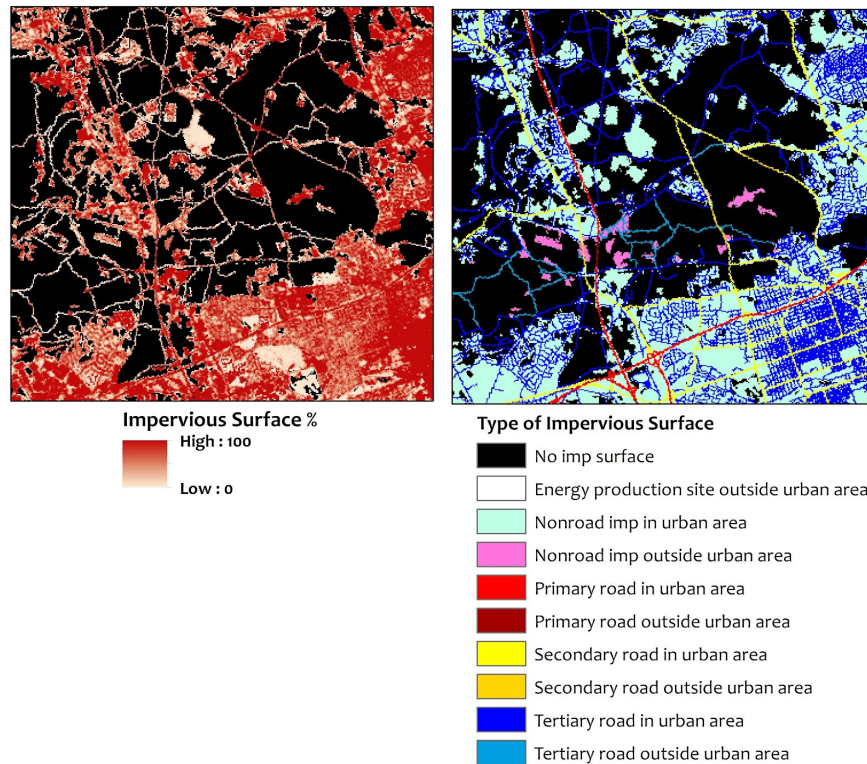 Impervious Surface %
High : 100
Low : 0
Type of Impervious Surface
No imp surface
Energy production site outside urban area
Nonroad imp in urban area
Nonroad imp outside urban area
Primary road in urban area
Primary road outside urban area
Secondary road in urban area
Secondary road outside urban area
Tertiary road in urban area
Tertiary road outside urban area